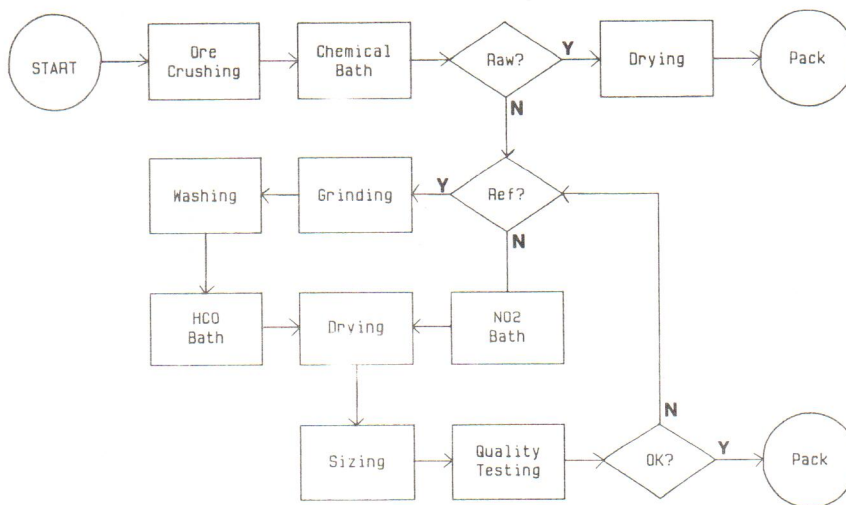 START
Ore
Crushing
Chemical
Bath
Raw?
Y
Drying
Pack
N
Washing
Grinding
Y
Ref?
N
HCO
Bath
Drying
NO2
Bath
N
Sizing
Quality
Testing
OK?
Y
Pack